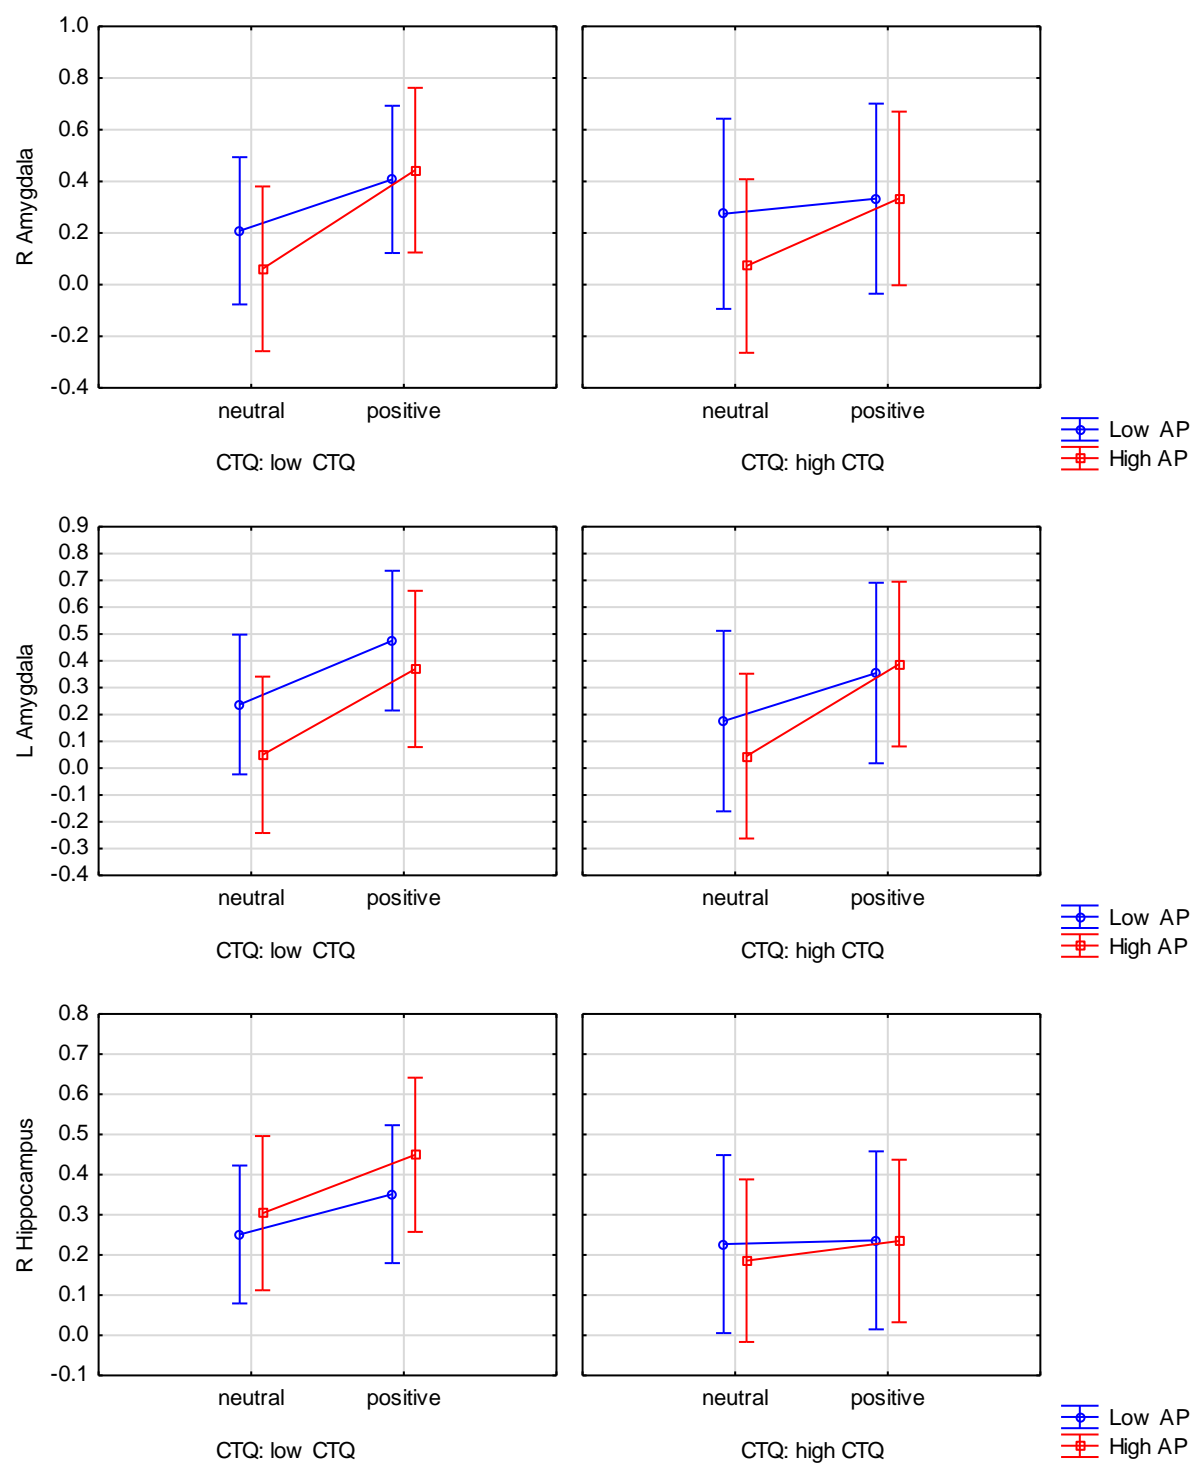 R Amygdala
1.0
0.8
0.6
0.4
0.2
0.0
-0.2
-0.4
neutral positive neutral positive
CTQ: low CTQ CTQ: high CTQ
Low AP
High AP
L Amygdala
0.9
0.8
0.7
0.6
0.5
0.4
0.3
0.2
0.1
0.0
-0.1
-0.2
-0.3
-0.4
neutral positive neutral positive
CTQ: low CTQ CTQ: high CTQ
Low AP
High AP
R Hippocampus
0.8
0.7
0.6
0.5
0.4
0.3
0.2
0.1
0.0
-0.1
neutral positive neutral positive
CTQ: low CTQ CTQ: high CTQ
Low AP
High AP